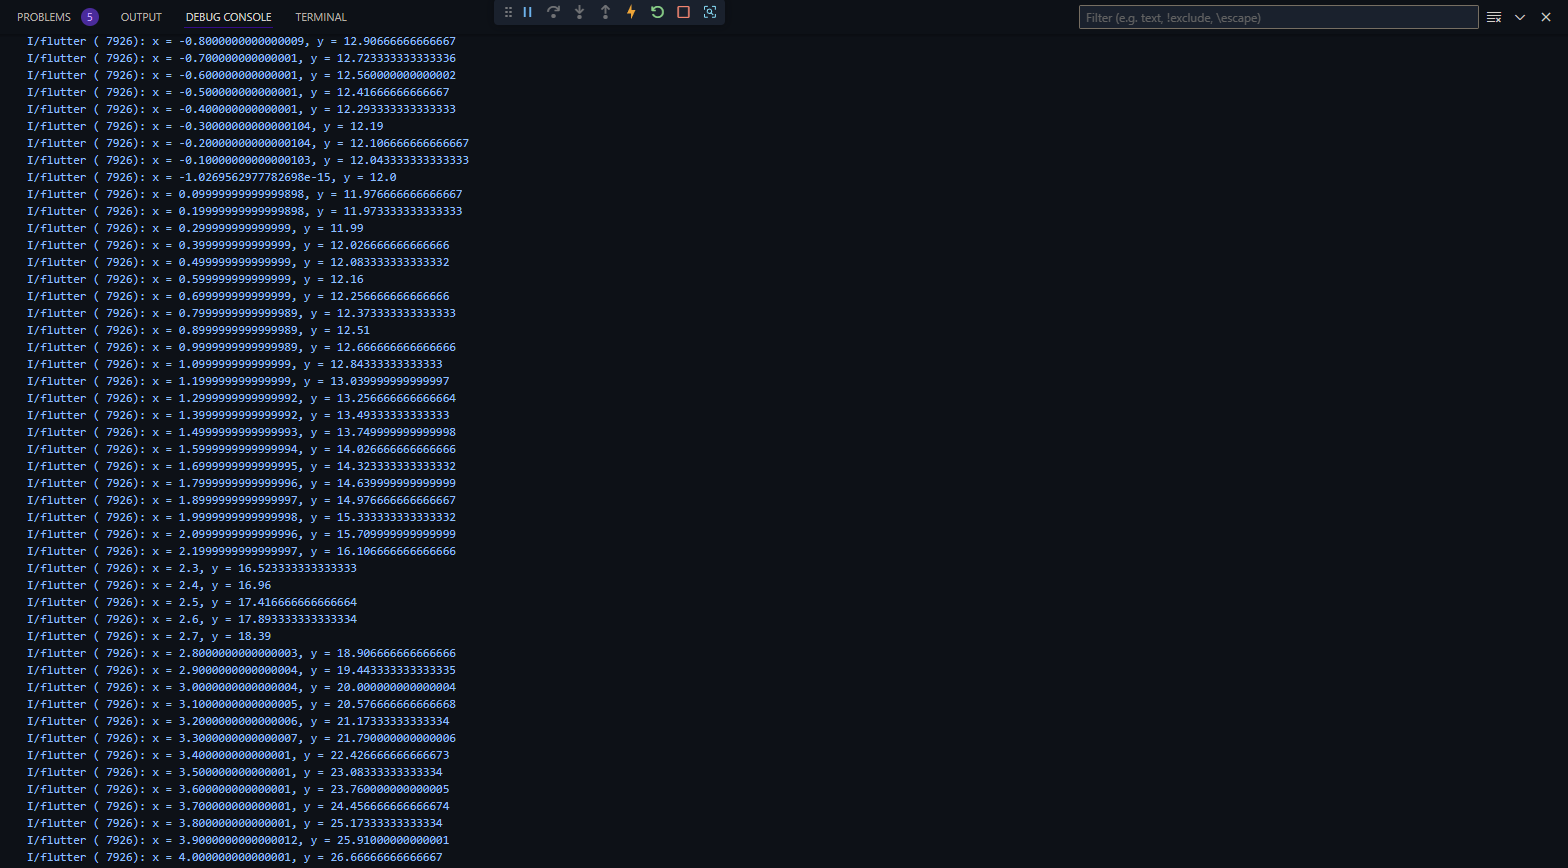 PROBLEMS 5 OUTPUT DEBUG CONSOLE TERMINAL Filter (e.g. text, !exclude, \escape)
I/flutter ( 7926): x = -0.8000000000000009, y = 12.90666666666667
I/flutter ( 7926): x = -0.700000000000001, y = 12.723333333333336
I/flutter ( 7926): x = -0.600000000000001, y = 12.560000000000002
I/flutter ( 7926): x = -0.500000000000001, y = 12.41666666666667
I/flutter ( 7926): x = -0.400000000000001, y = 12.293333333333333
I/flutter ( 7926): x = -0.30000000000000104, y = 12.19
I/flutter ( 7926): x = -0.20000000000000104, y = 12.106666666666667
I/flutter ( 7926): x = -0.10000000000000103, y = 12.043333333333333
I/flutter ( 7926): x = -1.0269562977782698e-15, y = 12.0
I/flutter ( 7926): x = 0.09999999999999898, y = 11.976666666666667
I/flutter ( 7926): x = 0.19999999999999898, y = 11.973333333333333
I/flutter ( 7926): x = 0.299999999999999, y = 11.99
I/flutter ( 7926): x = 0.399999999999999, y = 12.026666666666666
I/flutter ( 7926): x = 0.499999999999999, y = 12.083333333333332
I/flutter ( 7926): x = 0.599999999999999, y = 12.16
I/flutter ( 7926): x = 0.699999999999999, y = 12.256666666666666
I/flutter ( 7926): x = 0.7999999999999989, y = 12.373333333333333
I/flutter ( 7926): x = 0.8999999999999989, y = 12.51
I/flutter ( 7926): x = 0.9999999999999989, y = 12.666666666666666
I/flutter ( 7926): x = 1.099999999999999, y = 12.84333333333333
I/flutter ( 7926): x = 1.199999999999999, y = 13.039999999999997
I/flutter ( 7926): x = 1.2999999999999992, y = 13.256666666666664
I/flutter ( 7926): x = 1.3999999999999992, y = 13.49333333333333
I/flutter ( 7926): x = 1.4999999999999993, y = 13.749999999999998
I/flutter ( 7926): x = 1.5999999999999994, y = 14.026666666666666
I/flutter ( 7926): x = 1.6999999999999995, y = 14.323333333333332
I/flutter ( 7926): x = 1.7999999999999996, y = 14.639999999999999
I/flutter ( 7926): x = 1.8999999999999997, y = 14.976666666666667
I/flutter ( 7926): x = 1.9999999999999998, y = 15.333333333333332
I/flutter ( 7926): x = 2.0999999999999996, y = 15.709999999999999
I/flutter ( 7926): x = 2.1999999999999997, y = 16.106666666666666
I/flutter ( 7926): x = 2.3, y = 16.523333333333333
I/flutter ( 7926): x = 2.4, y = 16.96
I/flutter ( 7926): x = 2.5, y = 17.416666666666664
I/flutter ( 7926): x = 2.6, y = 17.893333333333334
I/flutter ( 7926): x = 2.7, y = 18.39
I/flutter ( 7926): x = 2.8000000000000003, y = 18.906666666666666
I/flutter ( 7926): x = 2.9000000000000004, y = 19.443333333333335
I/flutter ( 7926): x = 3.0000000000000004, y = 20.000000000000004
I/flutter ( 7926): x = 3.1000000000000005, y = 20.576666666666668
I/flutter ( 7926): x = 3.2000000000000006, y = 21.17333333333334
I/flutter ( 7926): x = 3.3000000000000007, y = 21.790000000000006
I/flutter ( 7926): x = 3.400000000000001, y = 22.426666666666673
I/flutter ( 7926): x = 3.500000000000001, y = 23.08333333333334
I/flutter ( 7926): x = 3.600000000000001, y = 23.760000000000005
I/flutter ( 7926): x = 3.700000000000001, y = 24.456666666666674
I/flutter ( 7926): x = 3.800000000000001, y = 25.17333333333334
I/flutter ( 7926): x = 3.9000000000000012, y = 25.91000000000001
I/flutter ( 7926): x = 4.000000000000001, y = 26.66666666666667